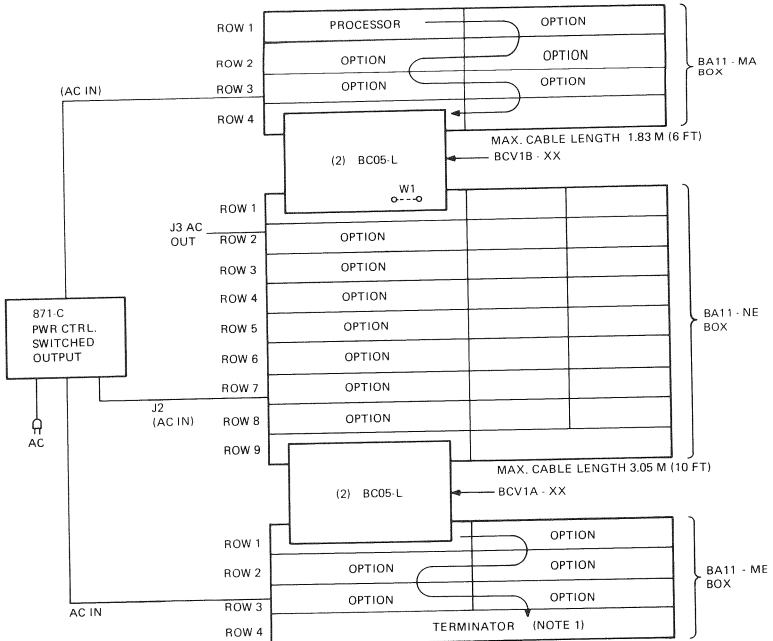 ROW 1 PROCESSOR OPTION
ROW 2 OPTION OPTION
BA11 - MA
BOX
ROW 3 OPTION OPTION
(AC IN)
ROW 4
MAX. CABLE LENGTH 1.83 M (6 FT)
(2) BC05-L
BCV1B - XX
W1
ROW 1
J3 AC
OUT
ROW 2 OPTION
ROW 3 OPTION
ROW 4 OPTION
871-C
PWR CTRL.
SWITCHED
OUTPUT
BA11 - NE
BOX
ROW 5 OPTION
ROW 6 OPTION
ROW 7 OPTION
J2
(AC IN)
ROW 8 OPTION
AC
ROW 9
MAX. CABLE LENGTH 3.05 M (10 FT)
(2) BC05-L
BCV1A - XX
ROW 1 OPTION
ROW 2 OPTION OPTION
BA11 - ME
BOX
ROW 3 OPTION OPTION
AC IN
ROW 4 TERMINATOR (NOTE 1)